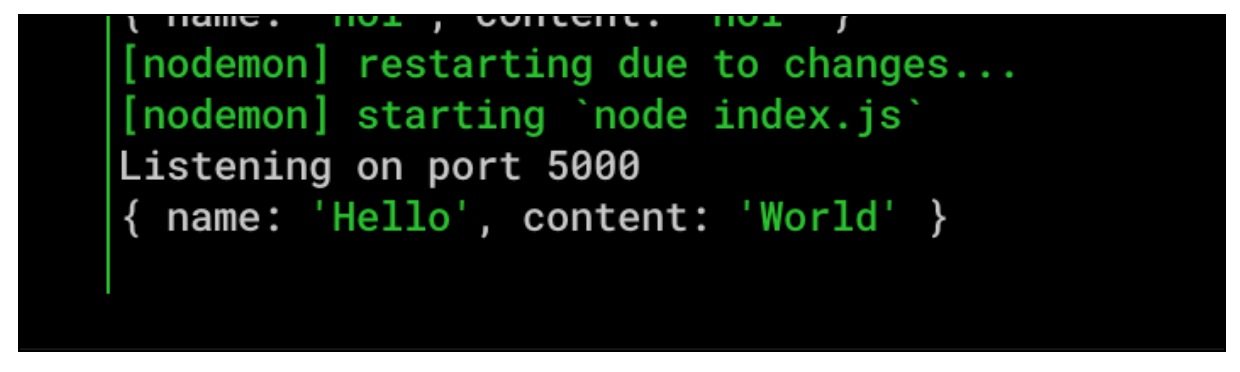 { name: 'Hoi', content: 'Hoi' }
[nodemon] restarting due to changes...
[nodemon] starting `node index.js`
Listening on port 5000
{ name: 'Hello', content: 'World' }